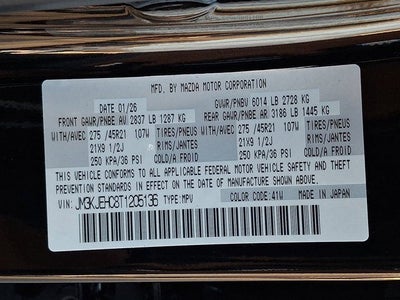 MFD. BY MAZDA MOTOR CORPORATION
DATE 01/26 GVWR/PNBV 6014 LB 2728 KG
FRONT GAWR/PNBE AV 2837 LB 1287 KG REAR GAWR/PNBE AR 3186 LB 1445 KG
WITH/AVEC 275 /45R21 107W TIRES/PNEUS WITH/AVEC 275 /45R21 107W TIRES/PNEUS
21X9 1/2J RIMS/JANTES 21X9 1/2J RIMS/JANTES
250 KPA/36 PSI COLD/A FROID 250 KPA/36 PSI COLD/A FROID
THIS VEHICLE CONFORMS TO ALL APPLICABLE FEDERAL MOTOR VEHICLE SAFETY, BUMPER, AND THEFT
PREVENTION STANDARDS IN EFFECT ON THE DATE OF MANUFACTURE SHOWN ABOVE.
VIN: JM3KJEHC8T1205136 TYPE:MPV COLOR CODE:41W MADE IN JAPAN